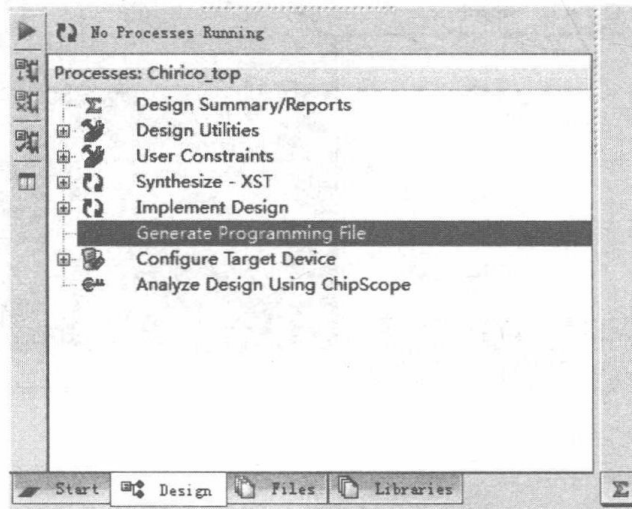 No Processes Running
Processes: Chirico_top
Design Summary/Reports
Design Utilities
User Constraints
Synthesize - XST
Implement Design
Generate Programming File
Configure Target Device
Analyze Design Using ChipScope
Start Design Files Libraries